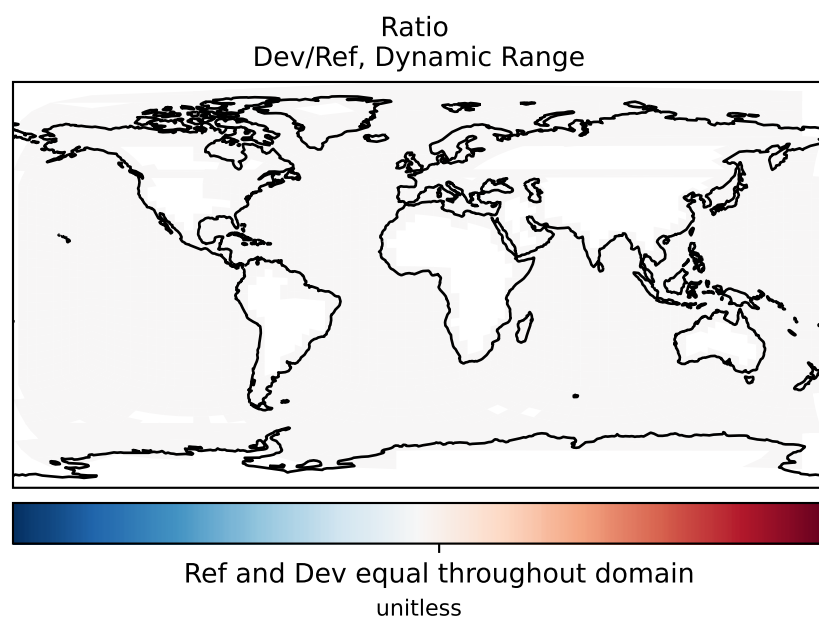 Ratio
Dev/Ref, Dynamic Range
Ref and Dev equal throughout domain
unitless